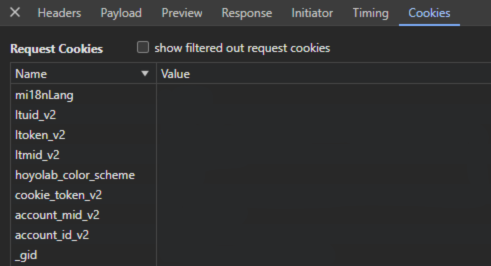 Headers Payload Preview Response Initiator Timing Cookies
Request Cookies show filtered out request cookies
Name Value
mi18nLang
ltuid_v2
ltoken_v2
ltmid_v2
hoyolab_color_scheme
cookie_token_v2
account_mid_v2
account_id_v2
_gid